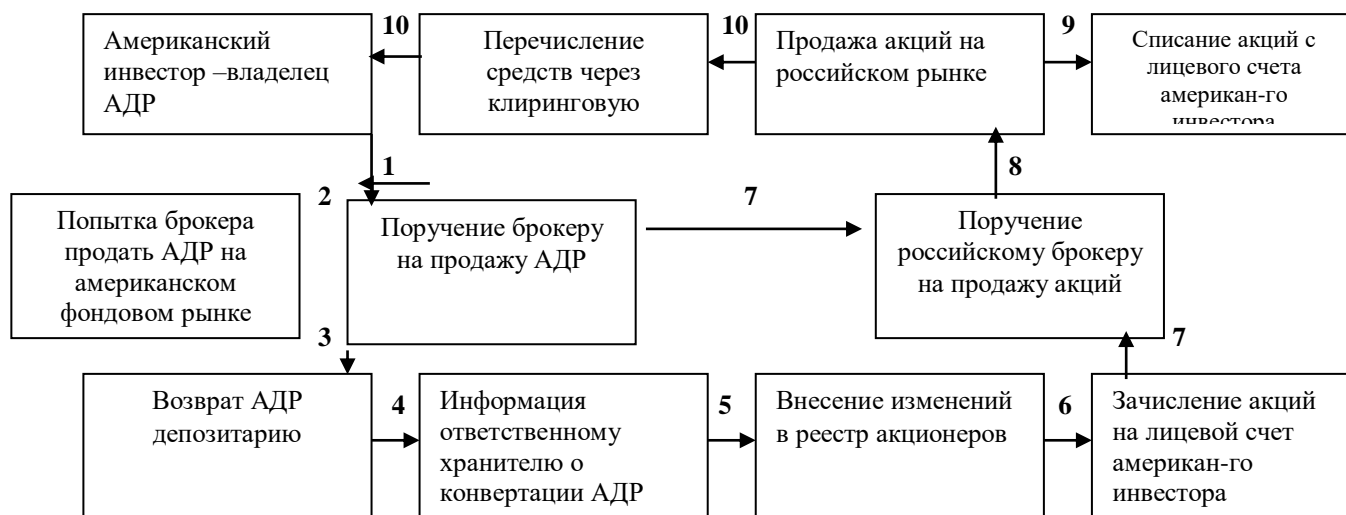 10
10
9
Американский
инвестор –владелец
АДР
Перечисление
средств через
клиринговую
Продажа акций на
российском рынке
Списание акций с
лицевого счета
американ-го
инвестора
1
8
2
7
Попытка брокера
продать АДР на
американском
фондовом рынке
Поручение брокеру
на продажу АДР
Поручение
российскому брокеру
на продажу акций
3
7
Возврат АДР
депозитарию
4
Информация
ответственному
хранителю о
конвертации АДР
5
Внесение изменений
в реестр акционеров
6
Зачисление акций
на лицевой счет
американ-го
инвестора